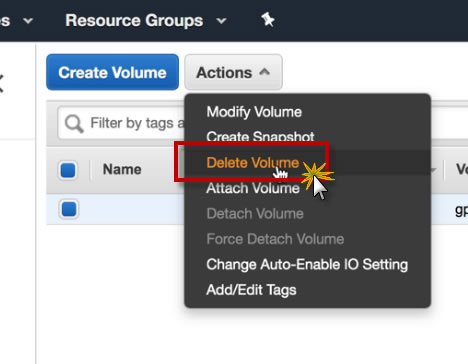 s
Resource Groups
Create Volume
Actions
Filter by tags a
Name
Vo
gp
Modify Volume
Create Snapshot
Delete Volume
Attach Volume
Detach Volume
Force Detach Volume
Change Auto-Enable IO Setting
Add/Edit Tags